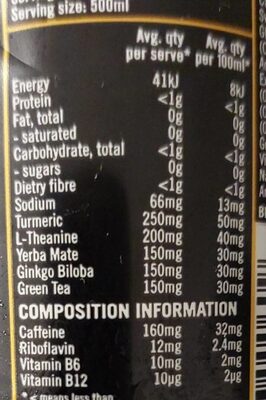 Serving size: 500ml
Avg. qty Avg. qty
per serve* per 100ml*
Energy 41kJ 8kJ
Protein <1g <1g
Fat, total 0g 0g
- saturated 0g 0g
Carbohydrate, total <1g <1g
- sugars 0g 0g
Dietry fibre <1g <1g
Sodium 66mg 13mg
Turmeric 250mg 50mg
L-Theanine 200mg 40mg
Yerba Mate 150mg 30mg
Ginkgo Biloba 150mg 30mg
Green Tea 150mg 30mg
COMPOSITION INFORMATION
Caffeine 160mg 32mg
Riboflavin 12mg 2.4mg
Vitamin B6 10mg 2mg
Vitamin B12 10µg 2µg
* < means less than